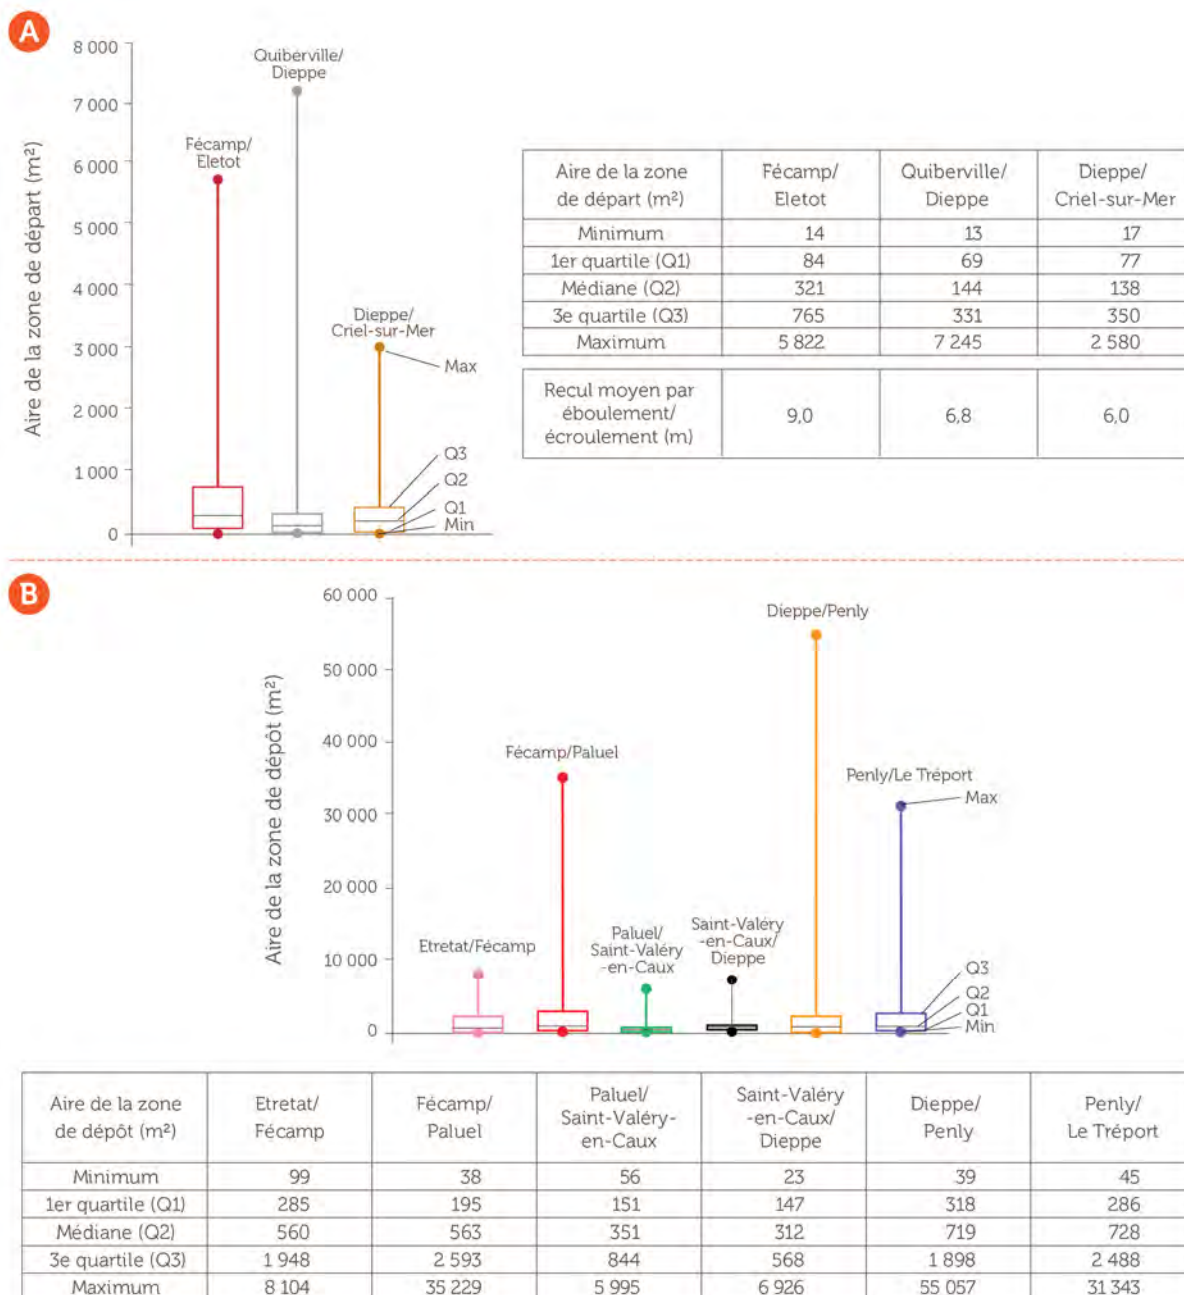 A
8 000
7 000
6 000
5 000
4 000
3 000
2 000
1 000
0
Aire de la zone de départ (m²)
Fécamp/
Eletot
Quiberville/
Dieppe
Dieppe/
Criel-sur-Mer
Max
Q3
Q2
Q1
Min
Aire de la zone de départ (m²) Fécamp/ Eletot Quiberville/ Dieppe Dieppe/ Criel-sur-Mer
Minimum 14 13 17
1er quartile (Q1) 84 69 77
Médiane (Q2) 321 144 138
3e quartile (Q3) 765 331 350
Maximum 5 822 7 245 2 580
Recul moyen par éboulement/ écroulement (m) 9,0 6,8 6,0
B
60 000
50 000
40 000
30 000
20 000
10 000
0
Aire de la zone de dépôt (m²)
Etretat/Fécamp
Fécamp/Paluel
Paluel/
Saint-Valéry
-en-Caux
Saint-Valéry
-en-Caux/
Dieppe
Dieppe/Penly
Penly/Le Tréport
Max
Q3
Q2
Q1
Min
Aire de la zone de dépôt (m²) Etretat/ Fécamp Fécamp/ Paluel Paluel/ Saint-Valéry- en-Caux Saint-Valéry -en-Caux/ Dieppe Dieppe/ Penly Penly/ Le Tréport
Minimum 99 38 56 23 39 45
1er quartile (Q1) 285 195 151 147 318 286
Médiane (Q2) 560 563 351 312 719 728
3e quartile (Q3) 1 948 2 593 844 568 1 898 2 488
Maximum 8 104 35 229 5 995 6 926 55 057 31 343